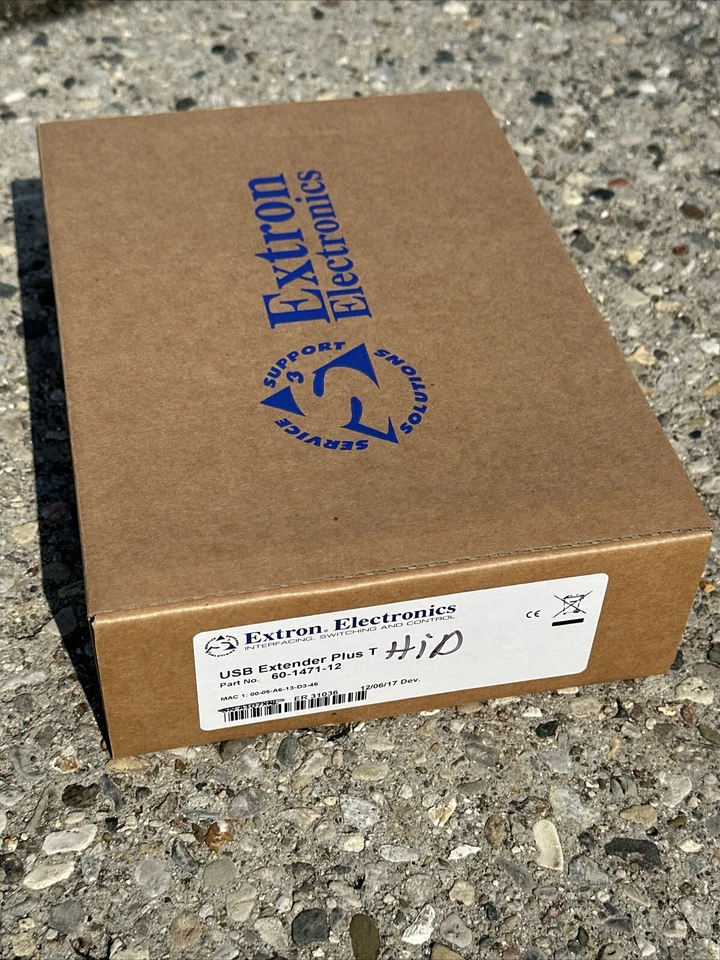 Extron
Electronics
SUPPORT
SOLUTIONS
SERVICE
3
Extron® Electronics
INTERFACING, SWITCHING AND CONTROL
CE
USB Extender Plus T HiD
Part No. 60-1471-12
MAC 1: 00-05-A6-13-D3-46
ER 31036 12/06/17 Dev.